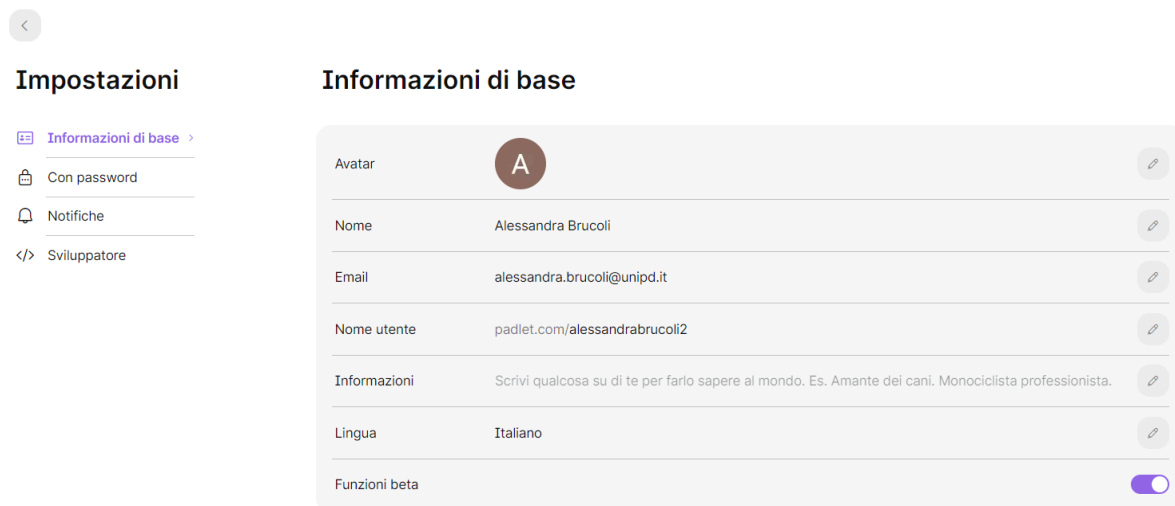 Impostazioni
Informazioni di base
Con password
Notifiche
Sviluppatore
Informazioni di base
Avatar
A
Nome
Alessandra Brucoli
Email
alessandra.brucoli@unipd.it
Nome utente
padlet.com/alessandrabrucoli2
Informazioni
Scrivi qualcosa su di te per farlo sapere al mondo. Es. Amante dei cani. Monociclista professionista.
Lingua
Italiano
Funzioni beta